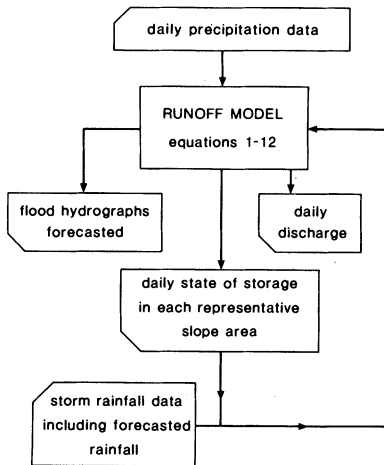 daily precipitation data
RUNOFF MODEL
equations 1-12
flood hydrographs
forecasted
daily
discharge
daily state of storage
in each representative
slope area
storm rainfall data
including forecasted
rainfall